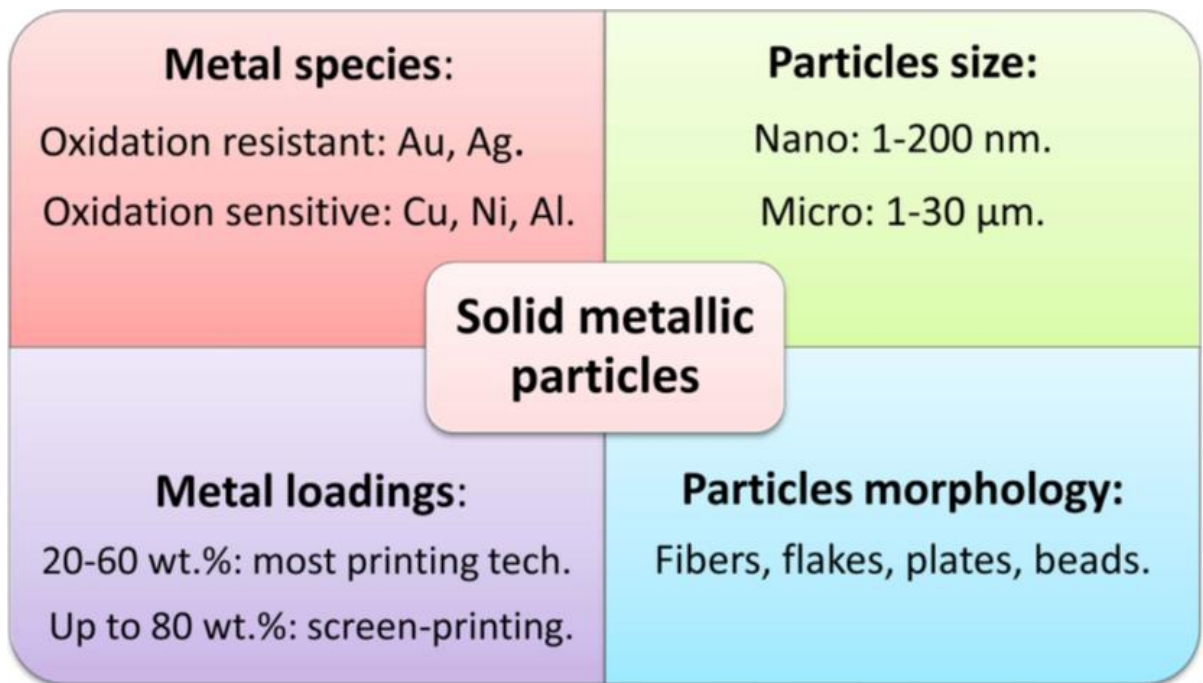 Metal species:
Oxidation resistant: Au, Ag.
Oxidation sensitive: Cu, Ni, Al.
Particles size:
Nano: 1-200 nm.
Micro: 1-30 μm.
Solid metallic
particles
Metal loadings:
20-60 wt.%: most printing tech.
Up to 80 wt.%: screen-printing.
Particles morphology:
Fibers, flakes, plates, beads.